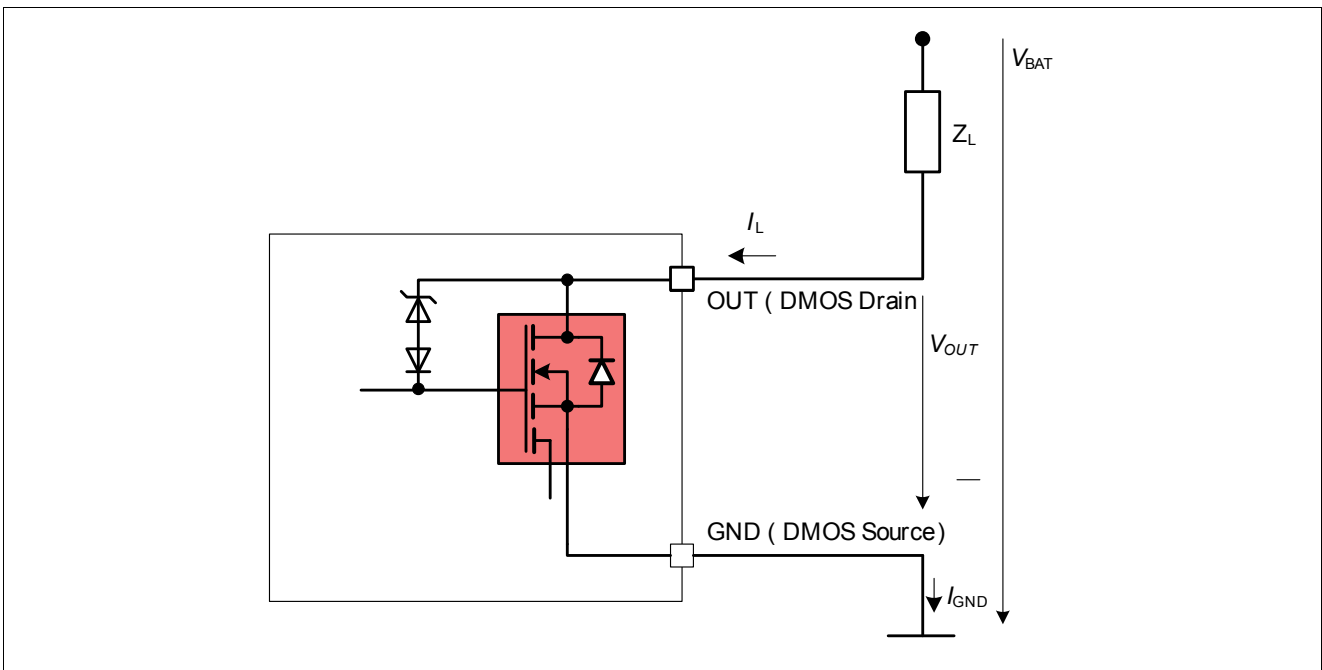 V_BAT
Z_L
I_L
OUT ( DMOS Drain
V_OUT
GND ( DMOS Source)
I_GND